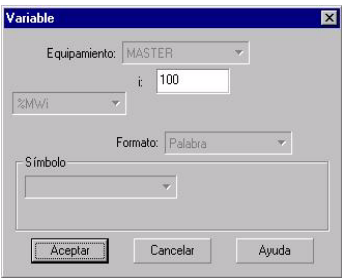 Variable
Equipamiento: MASTER
i: 100
%MWi
Formato: Palabra
Símbolo
Aceptar Cancelar Ayuda